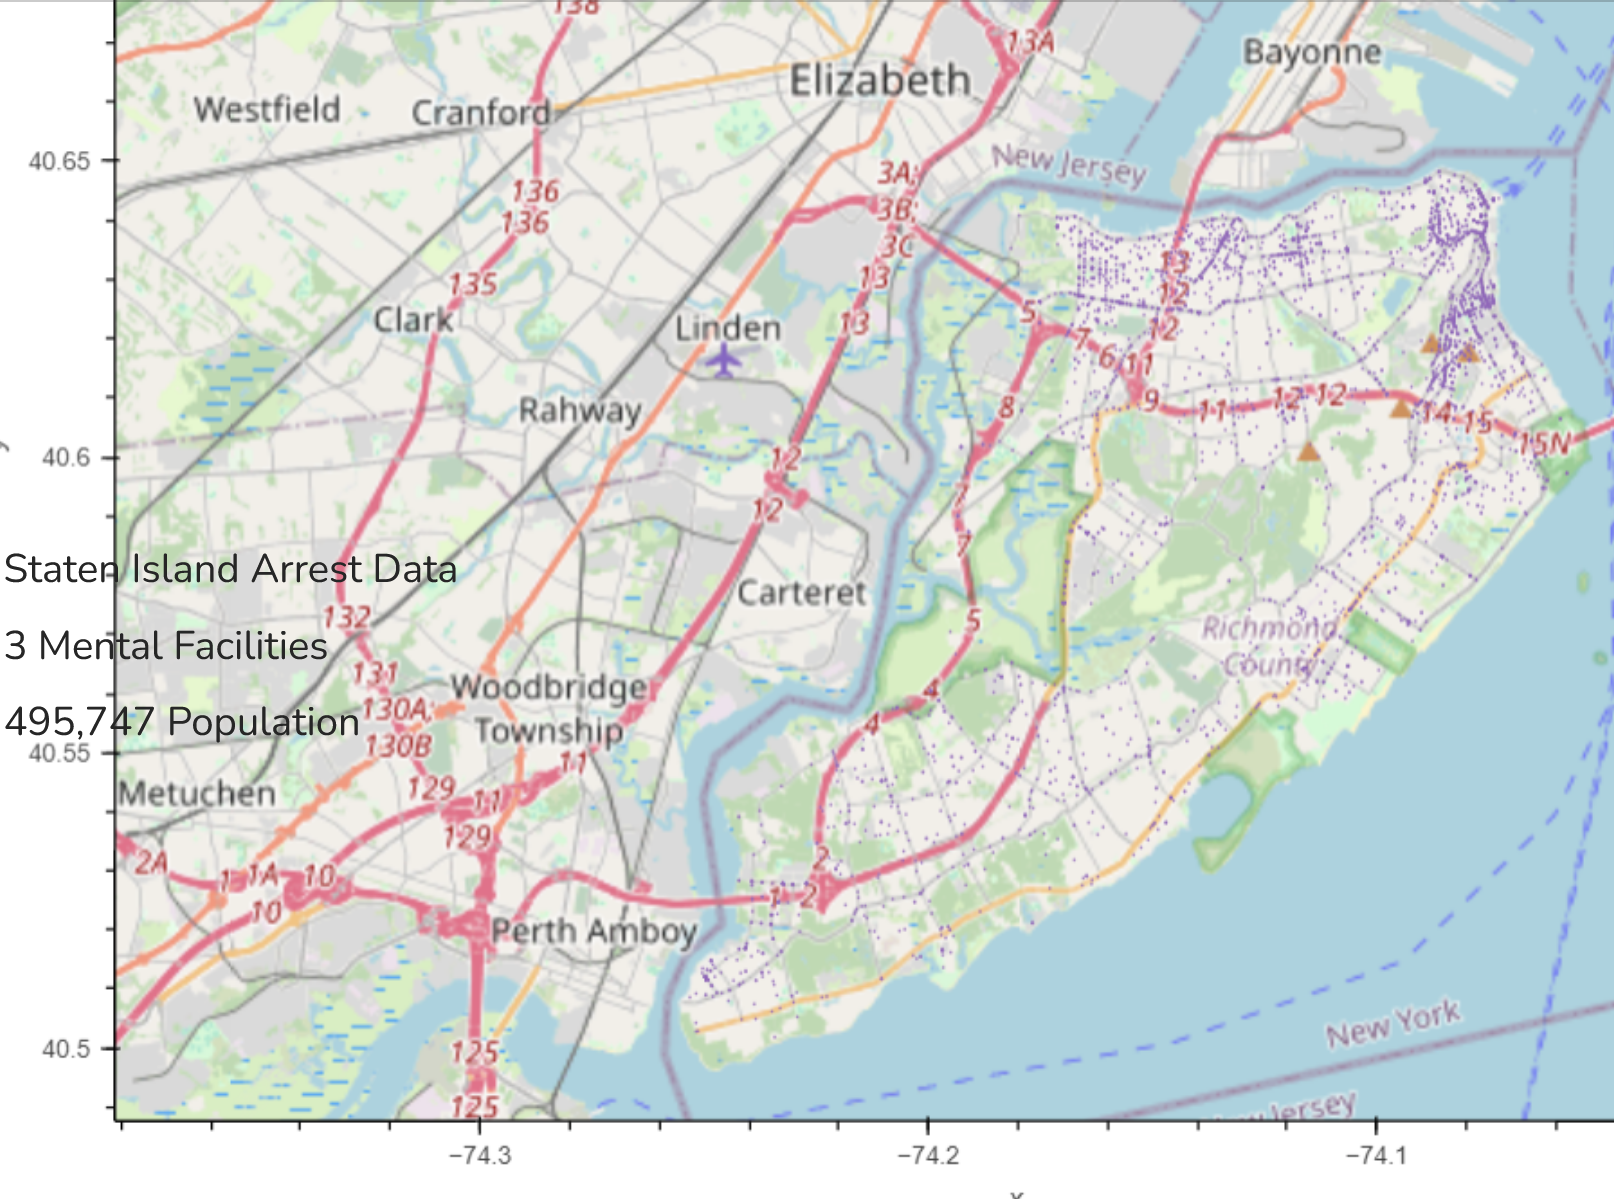 138
13A
Bayonne
Elizabeth
Westfield
Cranford
40.65
New Jersey
3A;
136
3B;
136
3C
13
13
135
12
5
Clark
Linden
13
12
7
6
11
8
9
11
12
12
14
15
Rahway
15N
40.6
12
7
12
7
Staten Island Arrest Data
Carteret
132
5
Richmond
County
3 Mental Facilities
131
Woodbridge
Township
4
130A;
495,747 Population
4
130B
40.55
11
Metuchen
129
11
129
2A
1
1A
10
2
1
2
10
Perth Amboy
New York
40.5
125
125
New Jersey
−74.3
−74.2
−74.1
x
y